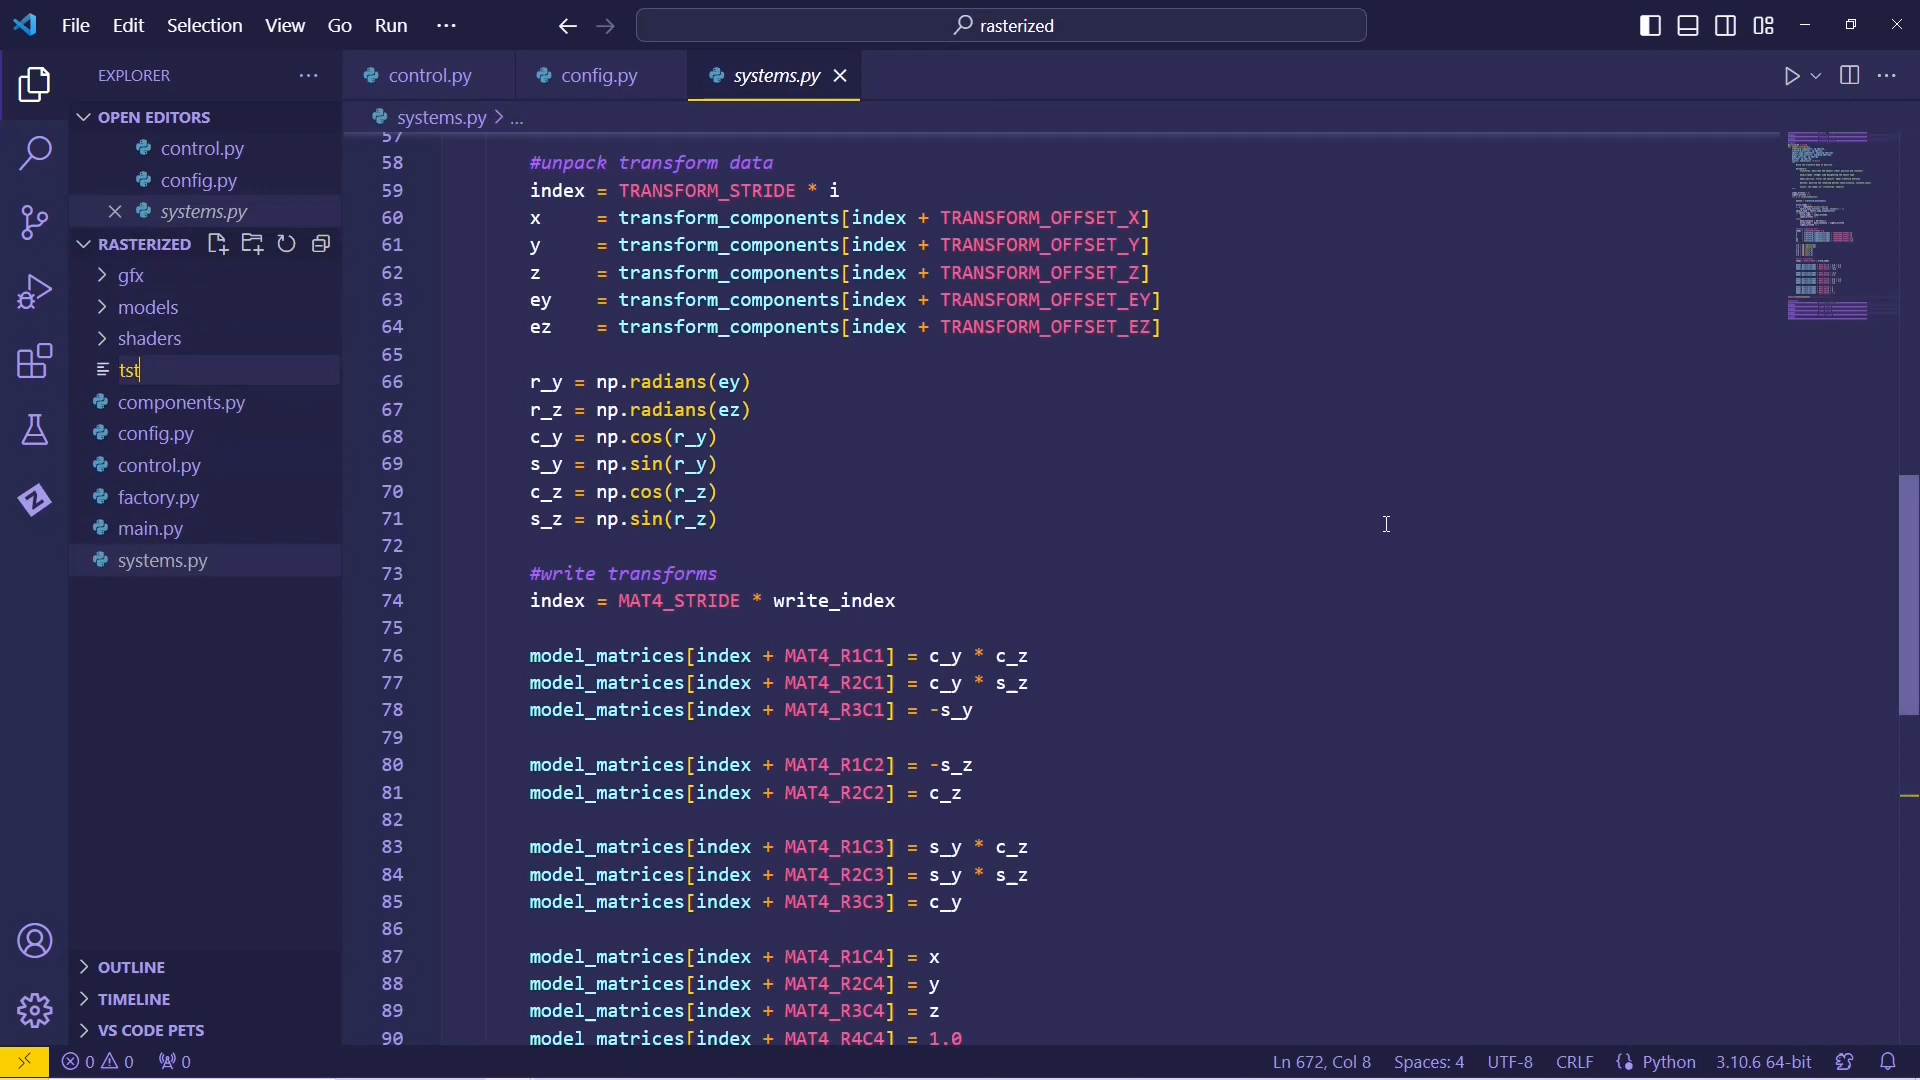 File Edit Selection View Go Run ···
rasterized
EXPLORER ···
OPEN EDITORS
control.py
config.py
systems.py
RASTERIZED
gfx
models
shaders
tst
components.py
config.py
control.py
factory.py
main.py
systems.py
OUTLINE
TIMELINE
VS CODE PETS
control.py config.py systems.py
systems.py > ...
57
58 #unpack transform data
59 index = TRANSFORM_STRIDE * i
60 x = transform_components[index + TRANSFORM_OFFSET_X]
61 y = transform_components[index + TRANSFORM_OFFSET_Y]
62 z = transform_components[index + TRANSFORM_OFFSET_Z]
63 ey = transform_components[index + TRANSFORM_OFFSET_EY]
64 ez = transform_components[index + TRANSFORM_OFFSET_EZ]
65
66 r_y = np.radians(ey)
67 r_z = np.radians(ez)
68 c_y = np.cos(r_y)
69 s_y = np.sin(r_y)
70 c_z = np.cos(r_z)
71 s_z = np.sin(r_z)
72
73 #write transforms
74 index = MAT4_STRIDE * write_index
75
76 model_matrices[index + MAT4_R1C1] = c_y * c_z
77 model_matrices[index + MAT4_R2C1] = c_y * s_z
78 model_matrices[index + MAT4_R3C1] = -s_y
79
80 model_matrices[index + MAT4_R1C2] = -s_z
81 model_matrices[index + MAT4_R2C2] = c_z
82
83 model_matrices[index + MAT4_R1C3] = s_y * c_z
84 model_matrices[index + MAT4_R2C3] = s_y * s_z
85 model_matrices[index + MAT4_R3C3] = c_y
86
87 model_matrices[index + MAT4_R1C4] = x
88 model_matrices[index + MAT4_R2C4] = y
89 model_matrices[index + MAT4_R3C4] = z
90 model_matrices[index + MAT4_R4C4] = 1.0
0 0 0 Ln 672, Col 8 Spaces: 4 UTF-8 CRLF Python 3.10.6 64-bit